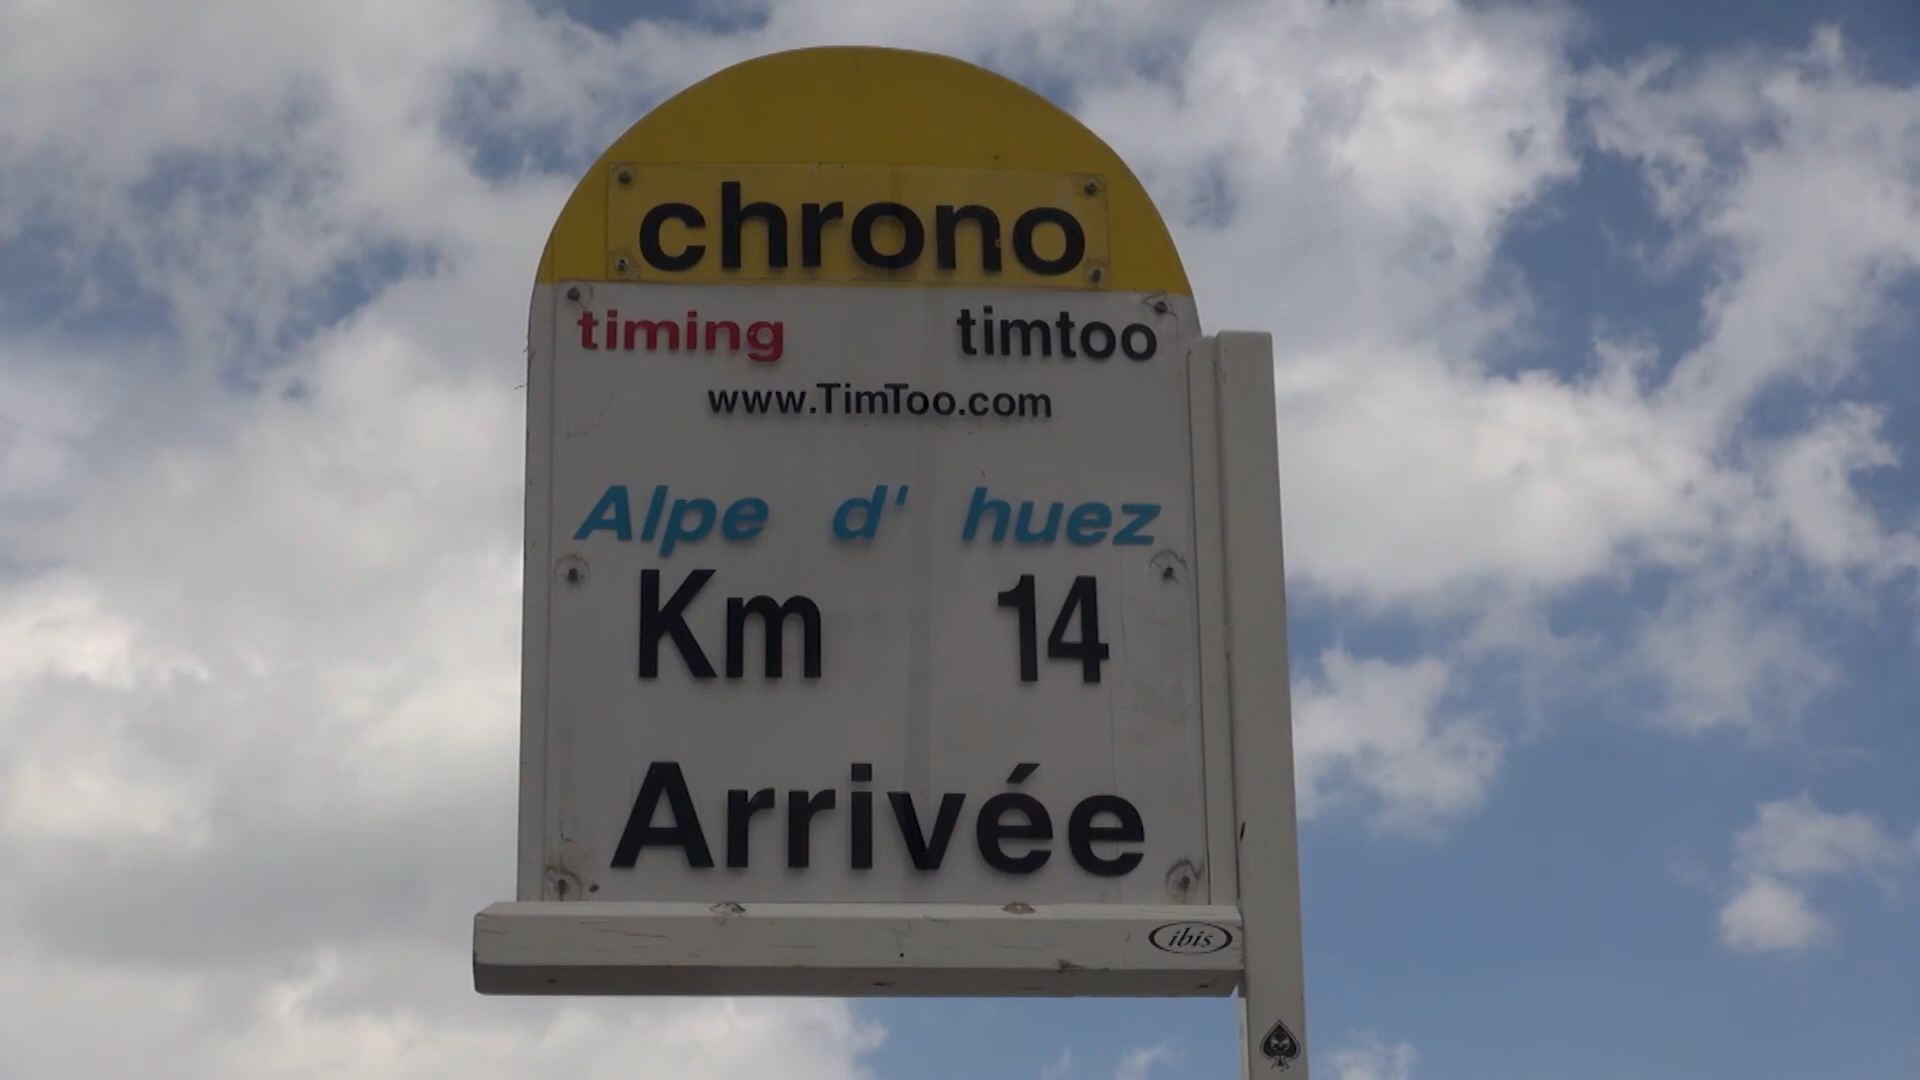 chrono
timing timtoo
www.TimToo.com
Alpe d' huez
Km 14
Arrivée
ibis